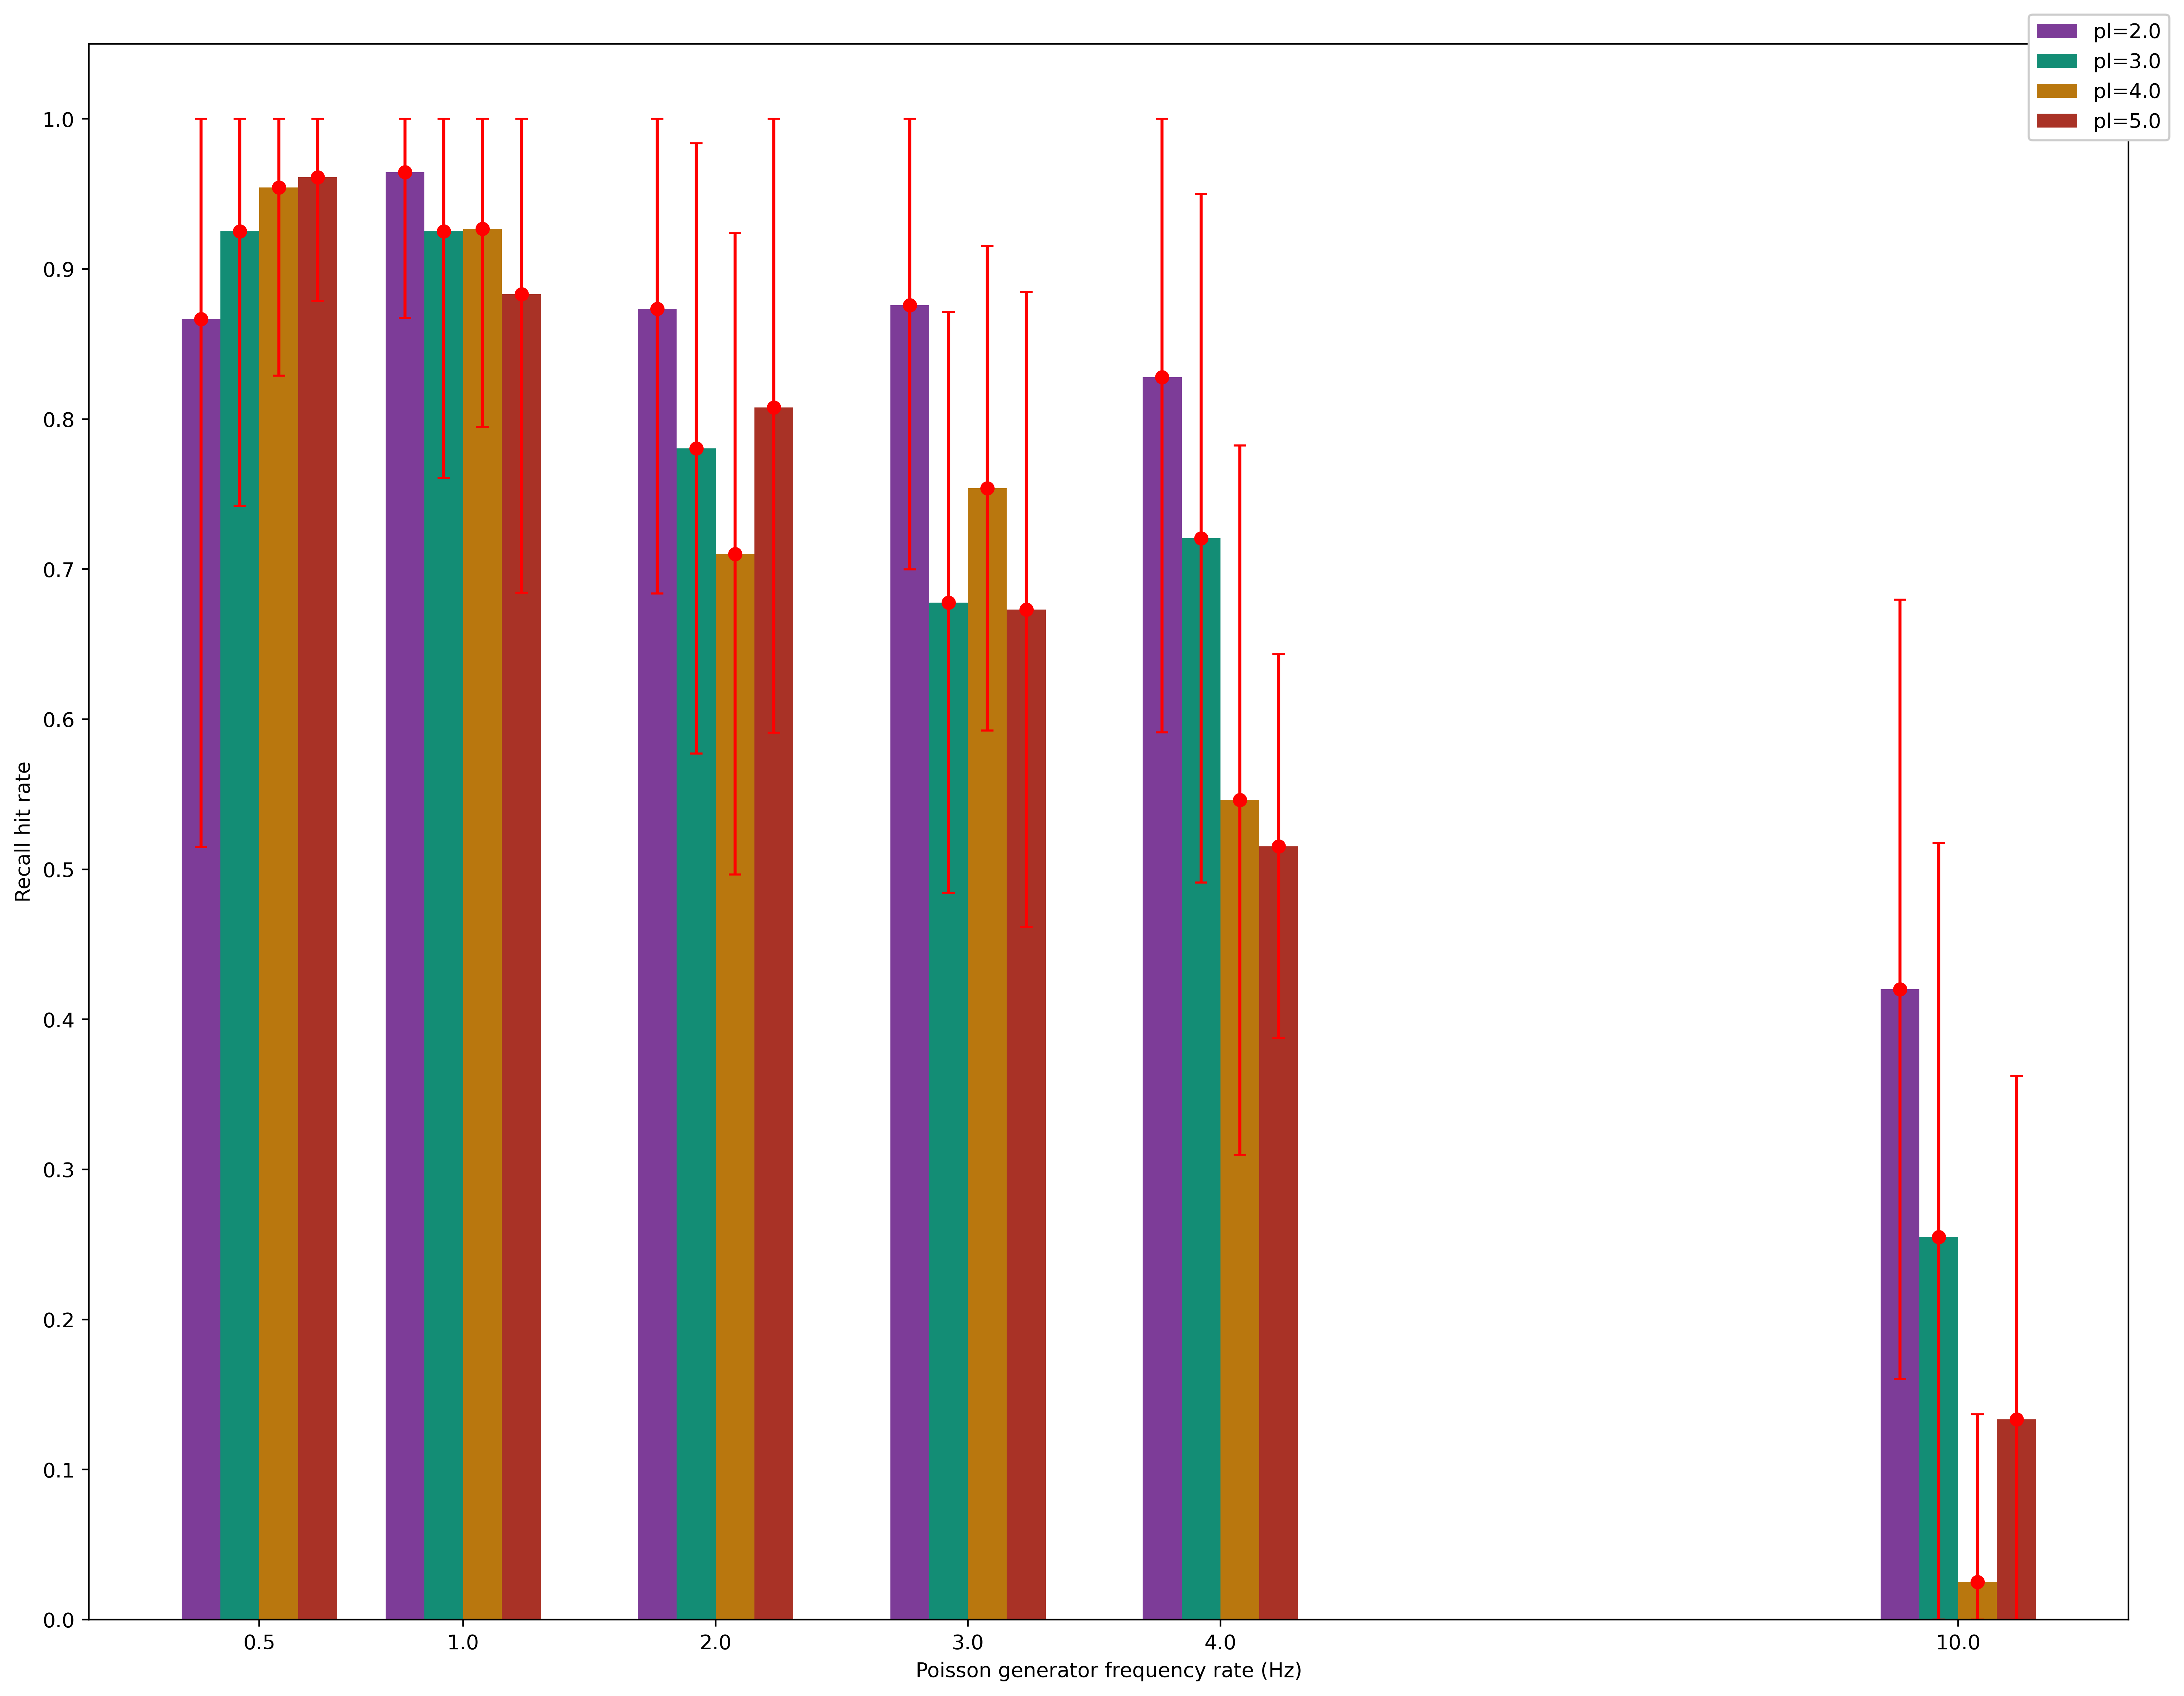 pl=2.0
pl=3.0
pl=4.0
pl=5.0
1.0
0.9
0.8
0.7
0.6
0.5
0.4
0.3
0.2
0.1
0.0
Recall hit rate
0.5 1.0 2.0 3.0 4.0 10.0
Poisson generator frequency rate (Hz)